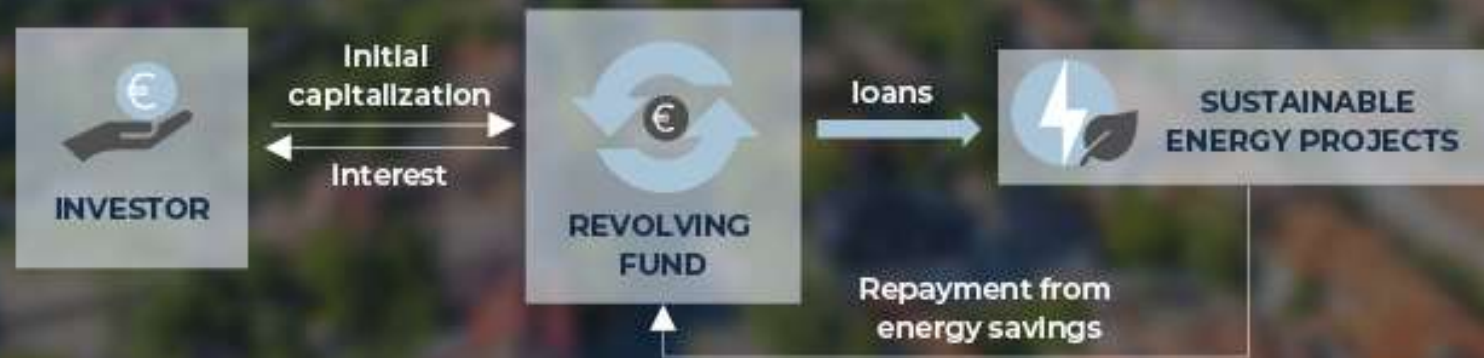 INVESTOR
Initial
capitalization
Interest
€
€
REVOLVING
FUND
loans
SUSTAINABLE
ENERGY PROJECTS
Repayment from
energy savings